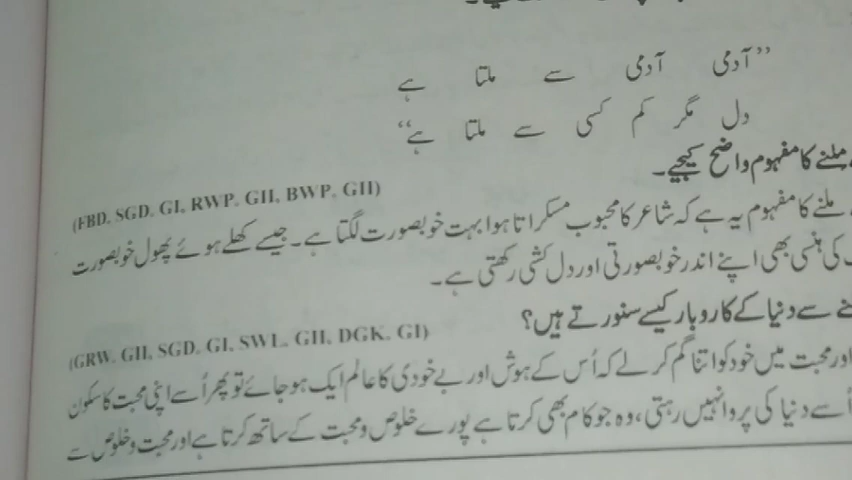 ”آدمی آدمی سے ملتا ہے
دل مگر کم کسی سے ملتا ہے“
ملنے کا مفہوم واضح کیجیے۔
(FBD. SGD. GI, RWP. GII, BWP. GII)
ملنے کا مفہوم یہ ہے کہ شاعر کا محبوب مسکراتا ہوا بہت خوبصورت لگتا ہے۔ جیسے کھلے ہوئے پھول خوبصورت
کی ہنسی بھی اپنے اندر خوبصورتی اور دل کشی رکھتی ہے۔
سے دنیا کے کاروبار کیسے سنورتے ہیں؟
(GRW. GII, SGD. GI, SWL. GII, DGK. GI)
اور محبت میں خود کو اتنا گم کر لے کہ اُس کے ہوش اور بے خودی کا عالم ایک ہو جائے تو پھر اُسے اپنی محبت کا سکون
اُسے دنیا کی پروا نہیں رہتی، وہ جو کام بھی کرتا ہے پورے خلوص و محبت کے ساتھ کرتا ہے اور محبت و خلوص سے